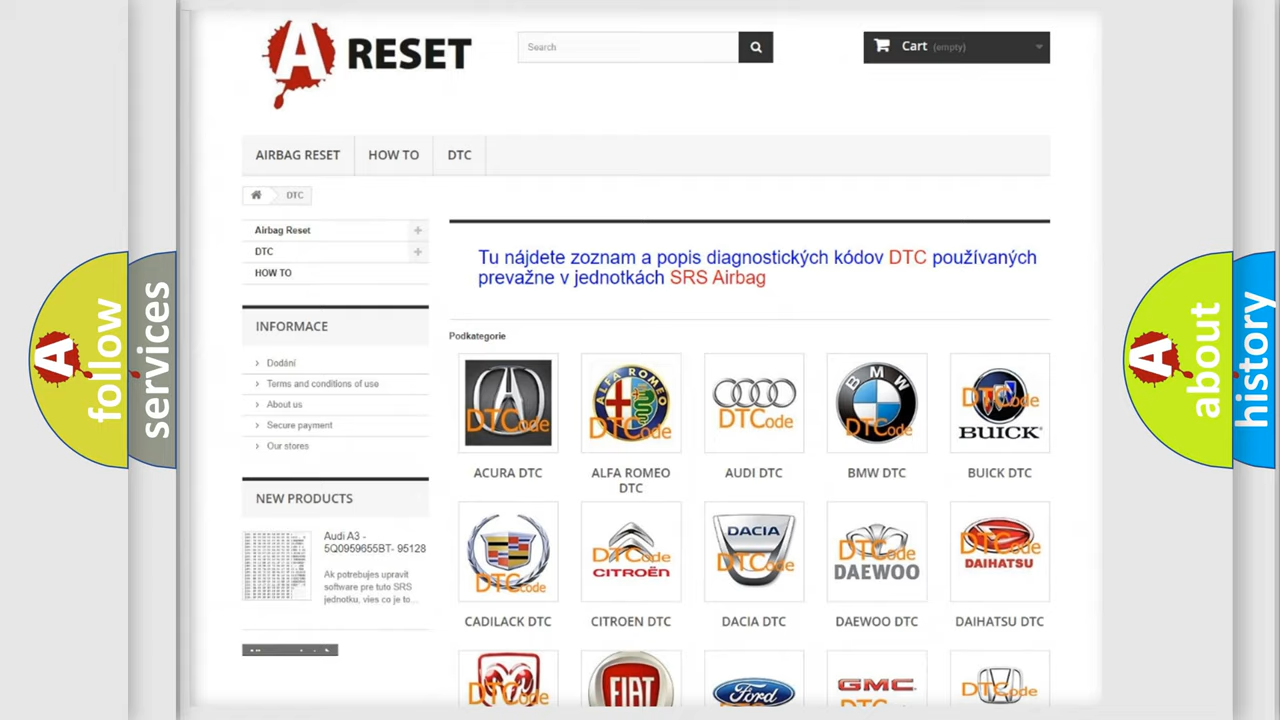 A RESET
Search
Cart (empty)
AIRBAG RESET
HOW TO
DTC
DTC
Airbag Reset
DTC
HOW TO
Tu nájdete zoznam a popis diagnostických kódov DTC používaných
prevažne v jednotkách SRS Airbag
INFORMACE
Dodání
Terms and conditions of use
About us
Secure payment
Our stores
Podkategorie
DTCode
ALFA ROMEO
DTCode
DTCode
BMW
DTCode
DTCode
BUICK
ACURA DTC
ALFA ROMEO
DTC
AUDI DTC
BMW DTC
BUICK DTC
NEW PRODUCTS
Audi A3 -
5Q0959655BT- 95128
Ak potrebujes upravit
software pre tuto SRS
jednotku, vies co je to...
DTCode
DTCode
CITROËN
DACIA
DTCode
DTCode
DAEWOO
DTCode
DAIHATSU
CADILACK DTC
CITROEN DTC
DACIA DTC
DAEWOO DTC
DAIHATSU DTC
DTCode
FIAT
Ford
GMC
DTCode
A follow
services
A about
history